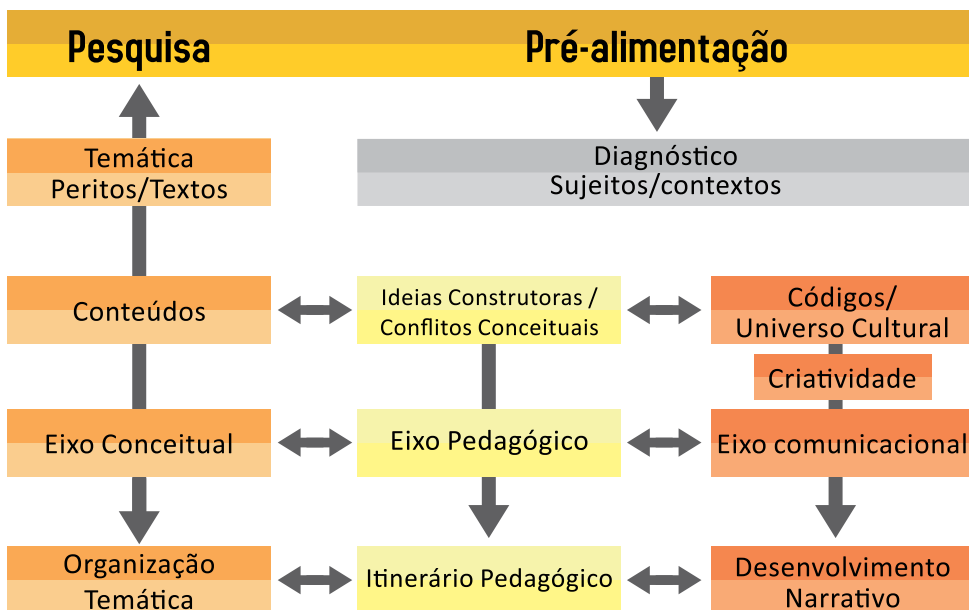 Pesquisa
Pré-alimentação
Temática
Peritos/Textos
Diagnóstico
Sujeitos/contextos
Conteúdos
Ideias Construtoras /
Conflitos Conceituais
Códigos/
Universo Cultural
Criatividade
Eixo Conceitual
Eixo Pedagógico
Eixo comunicacional
Organização
Temática
Itinerário Pedagógico
Desenvolvimento
Narrativo